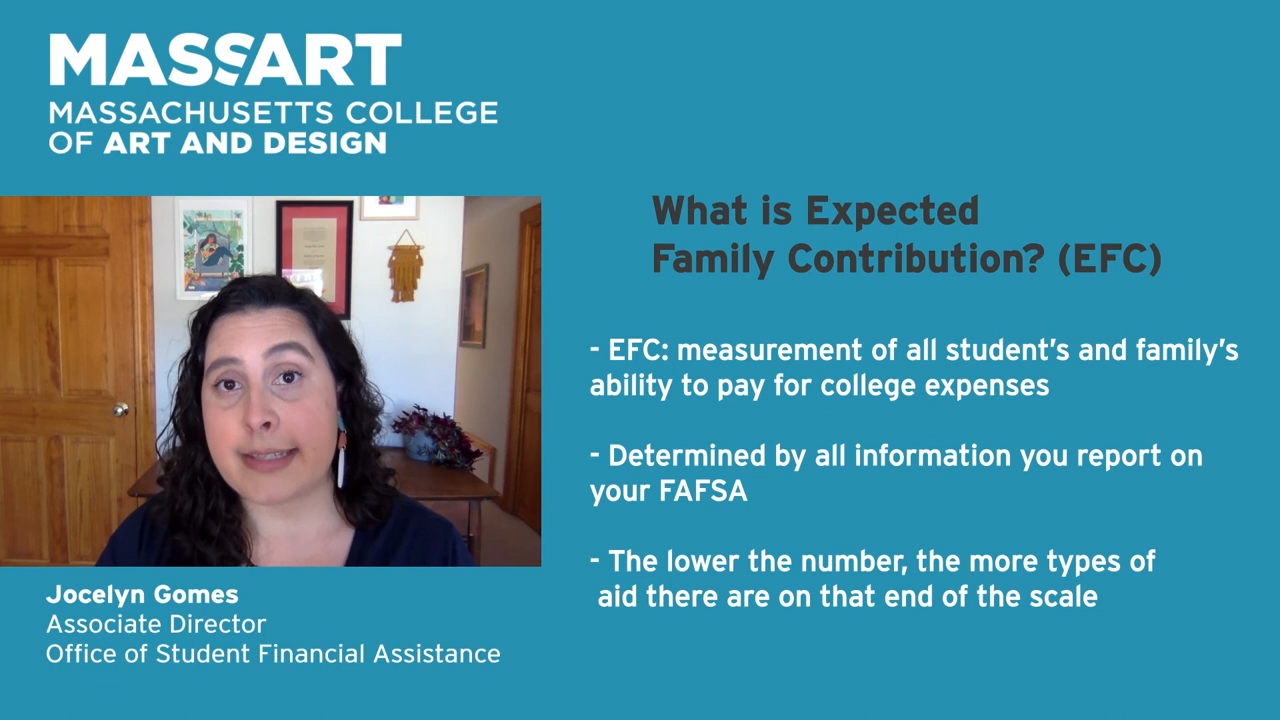 MASSART
MASSACHUSETTS COLLEGE
OF ART AND DESIGN
What is Expected
Family Contribution? (EFC)
- EFC: measurement of all student's and family's
ability to pay for college expenses
- Determined by all information you report on
your FAFSA
- The lower the number, the more types of
aid there are on that end of the scale
Jocelyn Gomes
Associate Director
Office of Student Financial Assistance